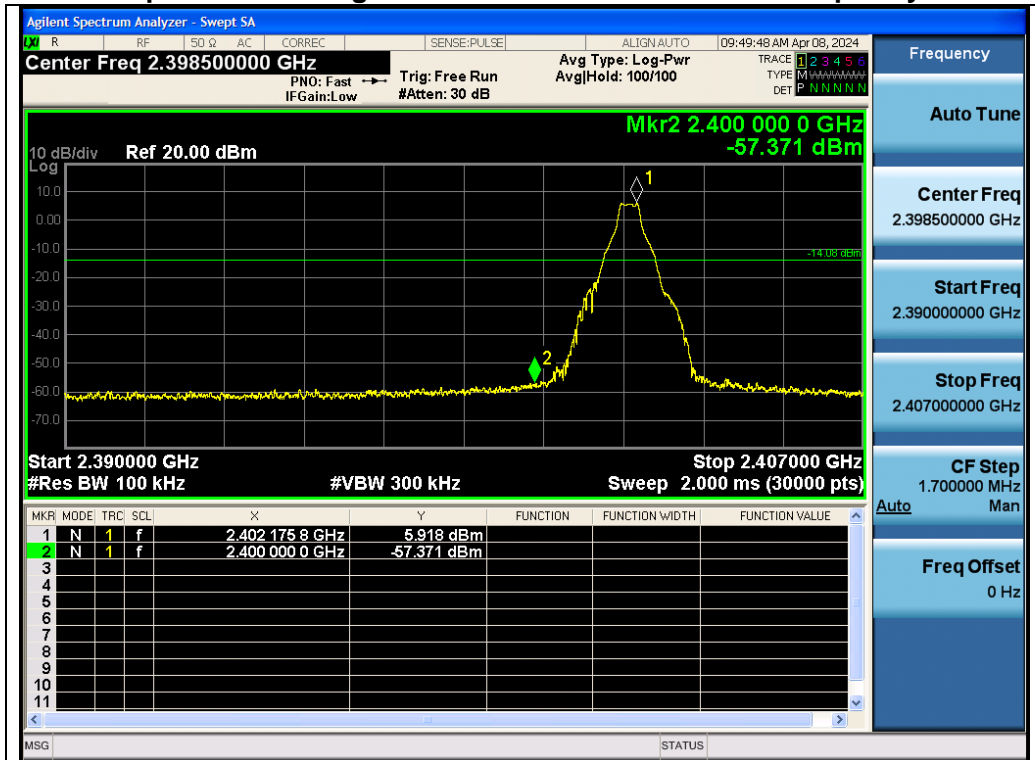 Agilent Spectrum Analyzer - Swept SA
LXI R RF 50 Ω AC CORREC SENSE:PULSE ALIGN AUTO 09:49:48 AM Apr 08, 2024
Center Freq 2.398500000 GHz
PNO: Fast
IFGain:Low
Trig: Free Run
#Atten: 30 dB
Avg Type: Log-Pwr
Avg|Hold: 100/100
TRACE 1 2 3 4 5 6
TYPE M WWWWW
DET P N N N N N
Mkr2 2.400 000 0 GHz
-57.371 dBm
10 dB/div Ref 20.00 dBm
Log
10.0
0.00
-10.0
-20.0
-30.0
-40.0
-50.0
-60.0
-70.0
1
-14.08 dBm
2
Start 2.390000 GHz Stop 2.407000 GHz
#Res BW 100 kHz #VBW 300 kHz Sweep 2.000 ms (30000 pts)
MKR MODE TRC SCL X Y FUNCTION FUNCTION WIDTH FUNCTION VALUE
1 N 1 f 2.402 175 8 GHz 5.918 dBm
2 N 1 f 2.400 000 0 GHz -57.371 dBm
3
4
5
6
7
8
9
10
11
MSG STATUS
Frequency
Auto Tune
Center Freq
2.398500000 GHz
Start Freq
2.390000000 GHz
Stop Freq
2.407000000 GHz
CF Step
1.700000 MHz
Auto Man
Freq Offset
0 Hz